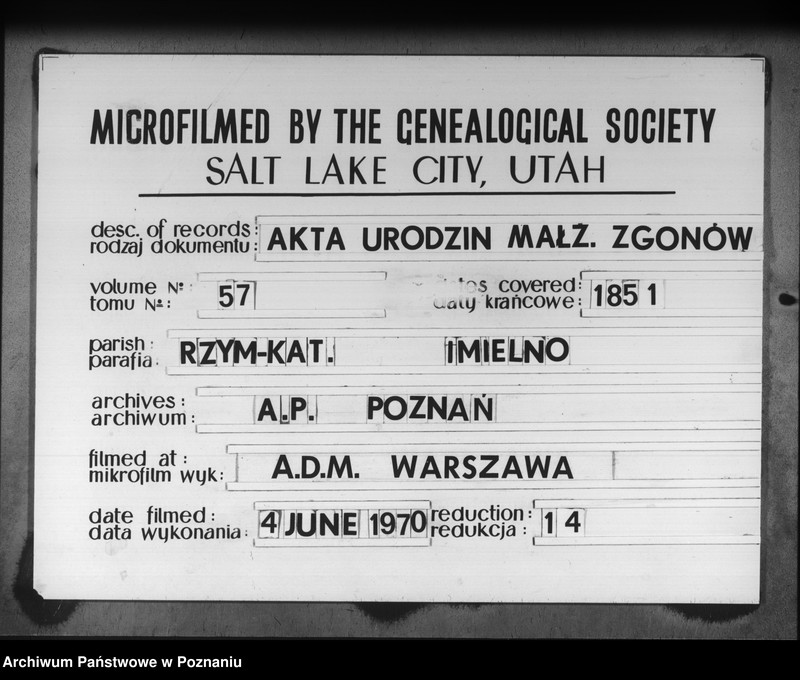 MICROFILMED BY THE GENEALOGICAL SOCIETY
SALT LAKE CITY, UTAH
desc. of records: AKTA URODZIN MAŁŻ. ZGONÓW
rodzaj dokumentu:
volume №: 57 covered: 1851
tomu №: daty krańcowe:
parish: RZYM-KAT. IMIELNO
parafia:
archives: A.P. POZNAŃ
archiwum:
filmed at: A.D.M. WARSZAWA
mikrofilm wyk:
date filmed: 4 JUNE 1970 reduction: 14
data wykonania: redukcja:
Archiwum Państwowe w Poznaniu